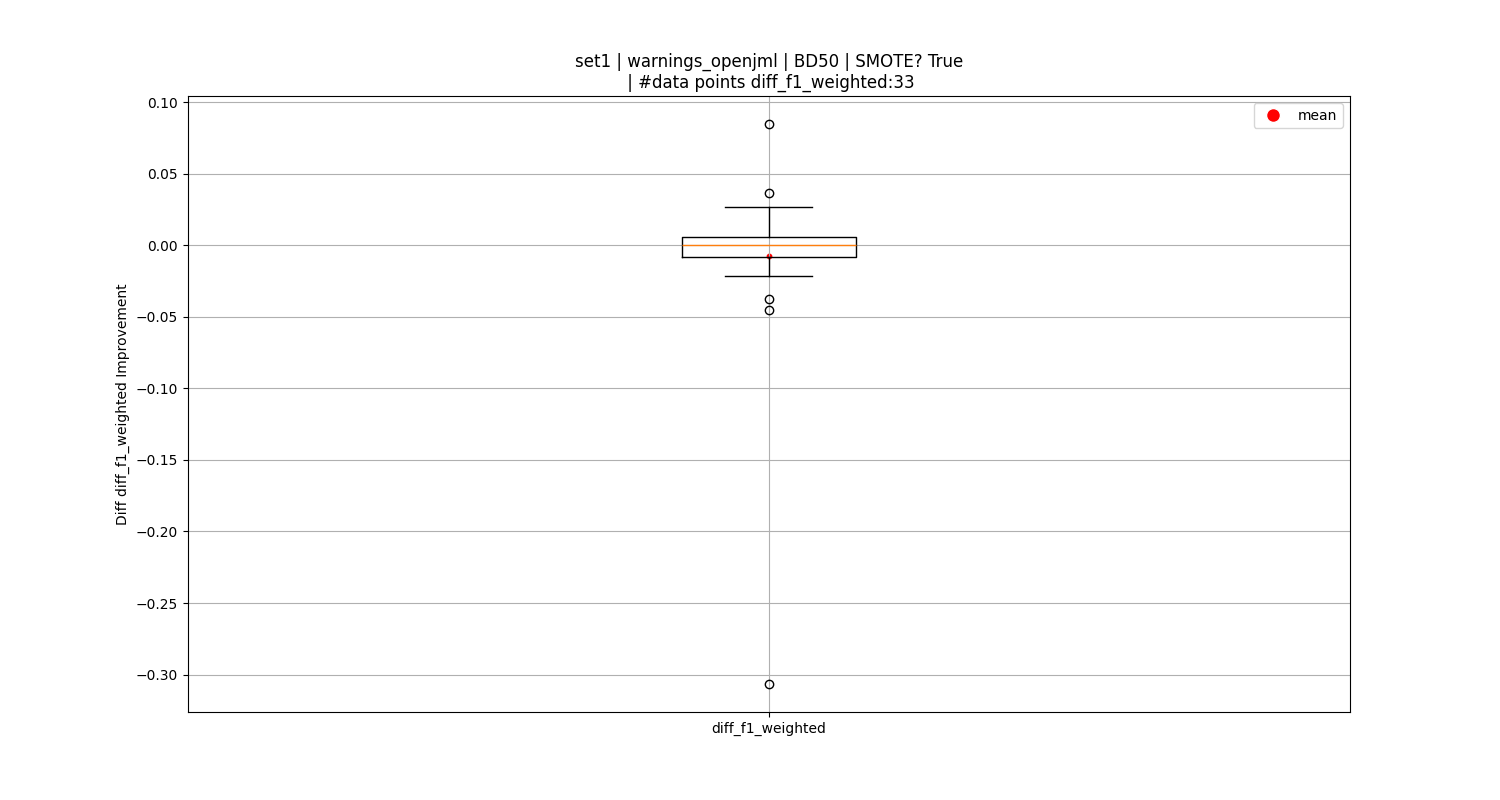 set1 | warnings_openjml | BD50 | SMOTE? True
| #data points diff_f1_weighted:33
mean
0.10
0.05
0.00
−0.05
−0.10
−0.15
−0.20
−0.25
−0.30
Diff diff_f1_weighted Improvement
diff_f1_weighted